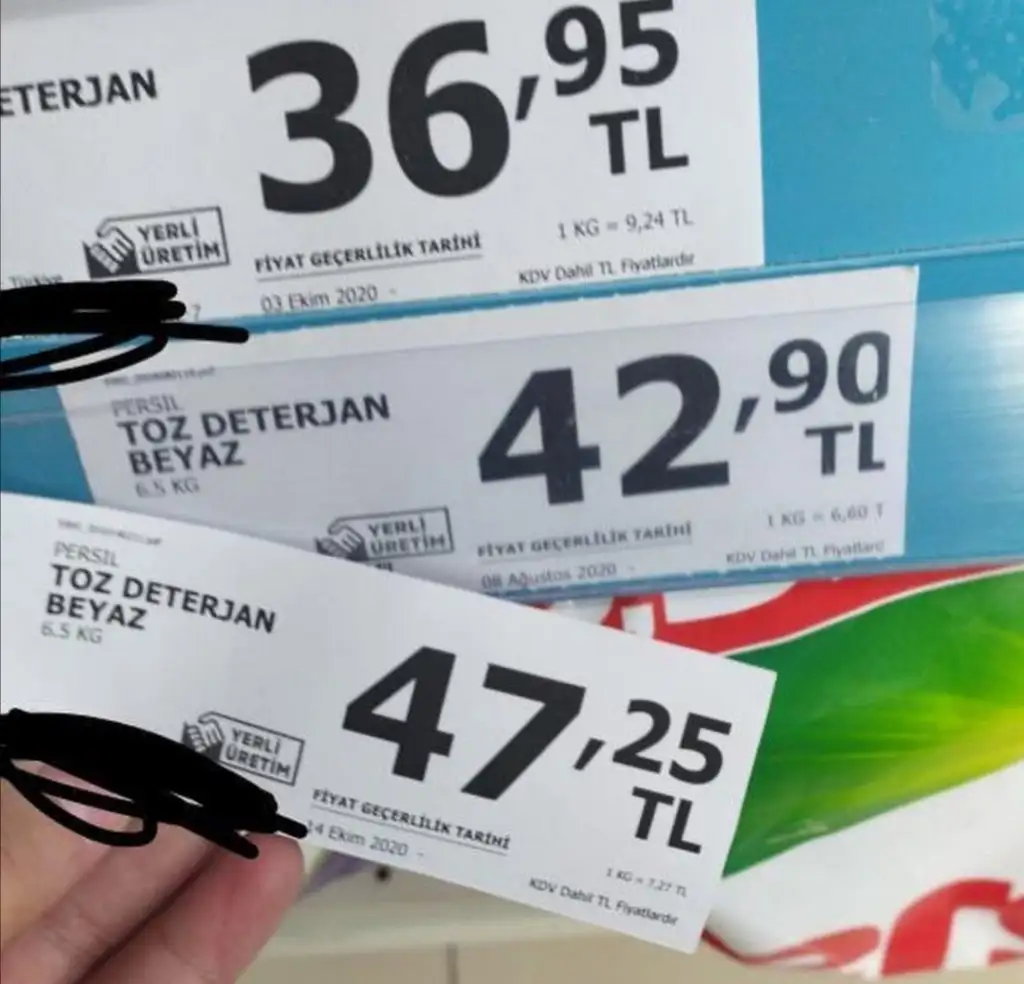 ETERJAN
36,95
TL
YERLİ
ÜRETİM
FİYAT GEÇERLİLİK TARİHİ
03 Ekim 2020 -
1 KG = 9,24 TL
KDV Dahil TL Fiyatlardır
Türkiye
7
PERSIL
TOZ DETERJAN
BEYAZ
6.5 KG
42,90
TL
YERLİ
ÜRETİM
FİYAT GEÇERLİLİK TARİHİ
08 Ağustos 2020 -
1 KG = 6,60 T
KDV Dahil TL Fiyatlard
PERSIL
TOZ DETERJAN
BEYAZ
6.5 KG
47,25
TL
YERLİ
ÜRETİM
FİYAT GEÇERLİLİK TARİHİ
14 Ekim 2020 -
1 KG = 7,27 TL
KDV Dahil TL Fiyatlardır